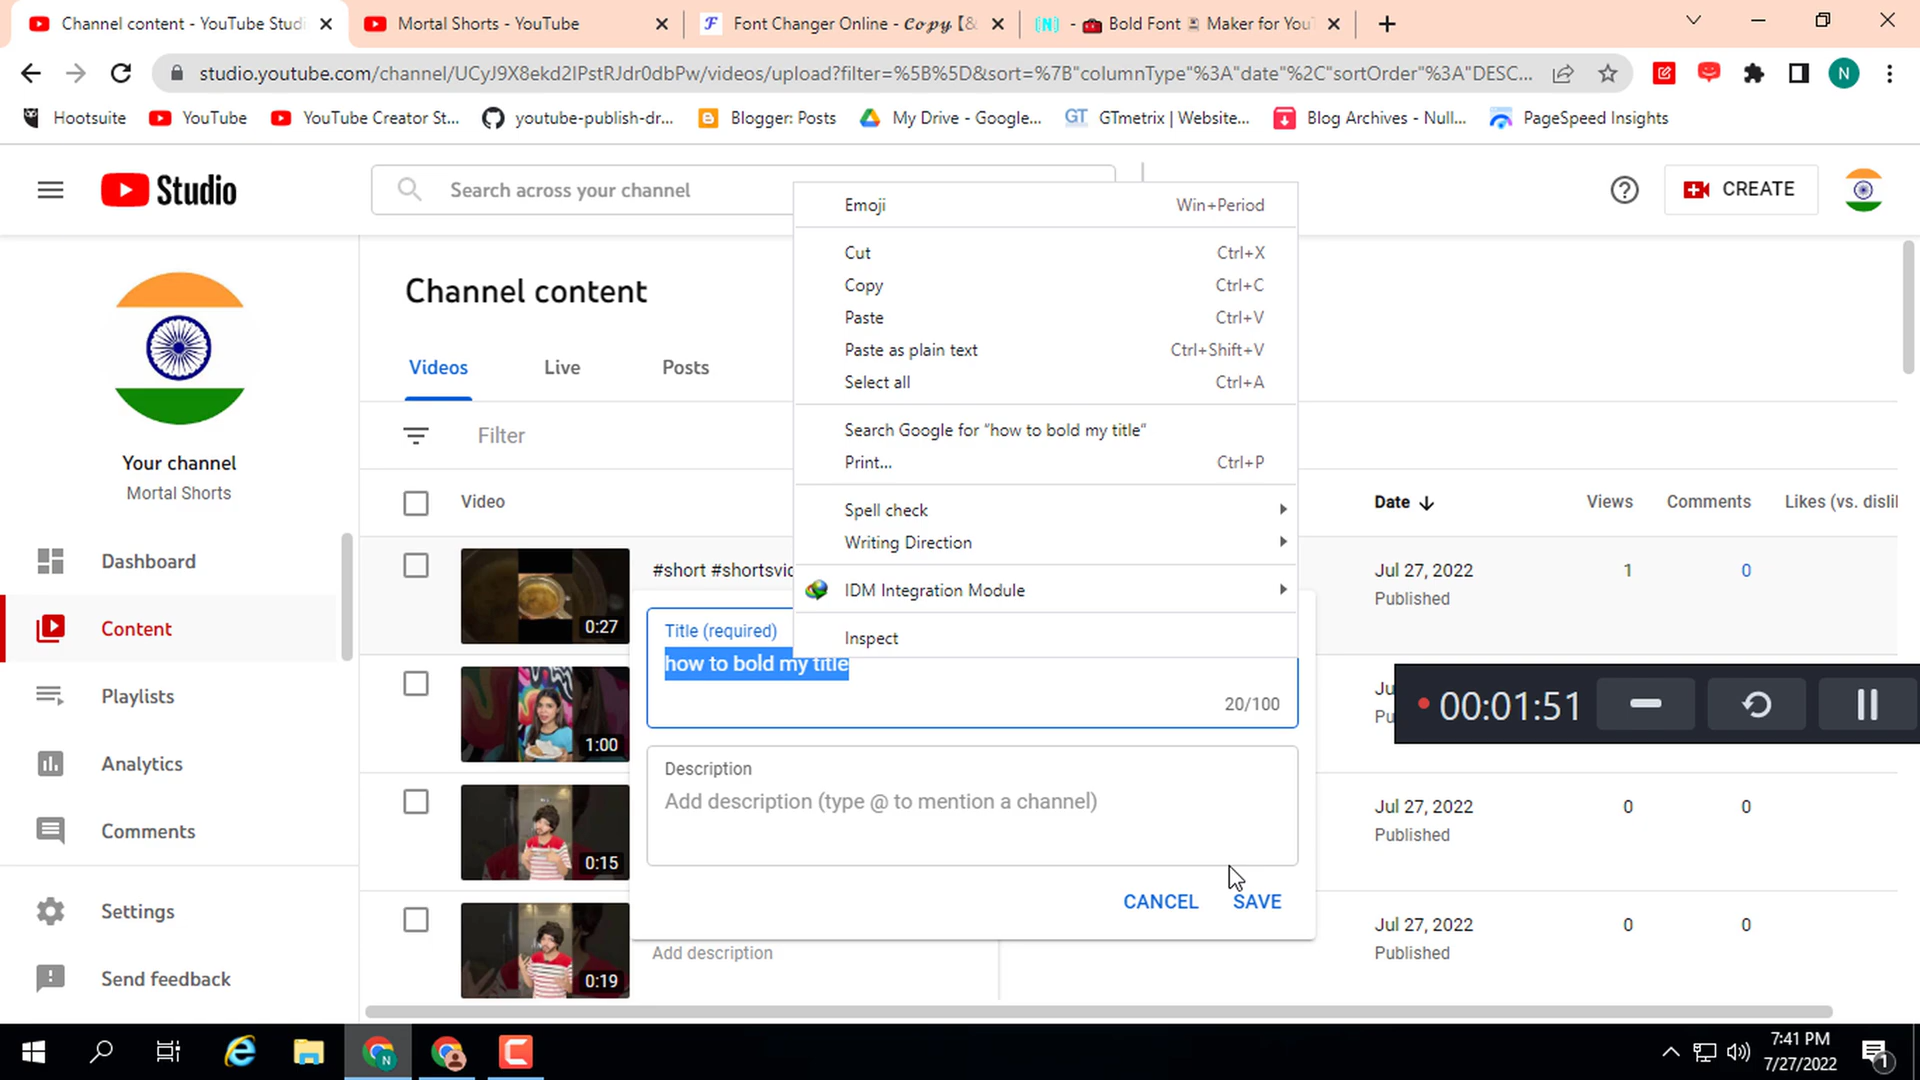 Channel content - YouTube Studi
Mortal Shorts - YouTube
Font Changer Online - 𝓒𝓸𝓹𝔂 【&
- 🧰 Bold Font 🖺 Maker for You
studio.youtube.com/channel/UCyJ9X8ekd2IPstRJdr0dbPw/videos/upload?filter=%5B%5D&sort=%7B"columnType"%3A"date"%2C"sortOrder"%3A"DESC...
N
Hootsuite
YouTube
YouTube Creator St...
youtube-publish-dr...
Blogger: Posts
My Drive - Google...
GT GTmetrix | Website...
Blog Archives - Null...
PageSpeed Insights
Studio
Search across your channel
CREATE
Your channel
Mortal Shorts
Dashboard
Content
Playlists
Analytics
Comments
Settings
Send feedback
Channel content
Videos
Live
Posts
Filter
Video
Date
Views
Comments
Likes (vs. dislil
0:27
#short #shortsvid
Jul 27, 2022
Published
1
0
1:00
Ju
Pu
0:15
Jul 27, 2022
Published
0
0
0:19
Add description
Jul 27, 2022
Published
0
0
Emoji Win+Period
Cut Ctrl+X
Copy Ctrl+C
Paste Ctrl+V
Paste as plain text Ctrl+Shift+V
Select all Ctrl+A
Search Google for "how to bold my title"
Print... Ctrl+P
Spell check
Writing Direction
IDM Integration Module
Inspect
Title (required)
how to bold my title
20/100
Description
Add description (type @ to mention a channel)
CANCEL
SAVE
00:01:51
N
7:41 PM
7/27/2022
1